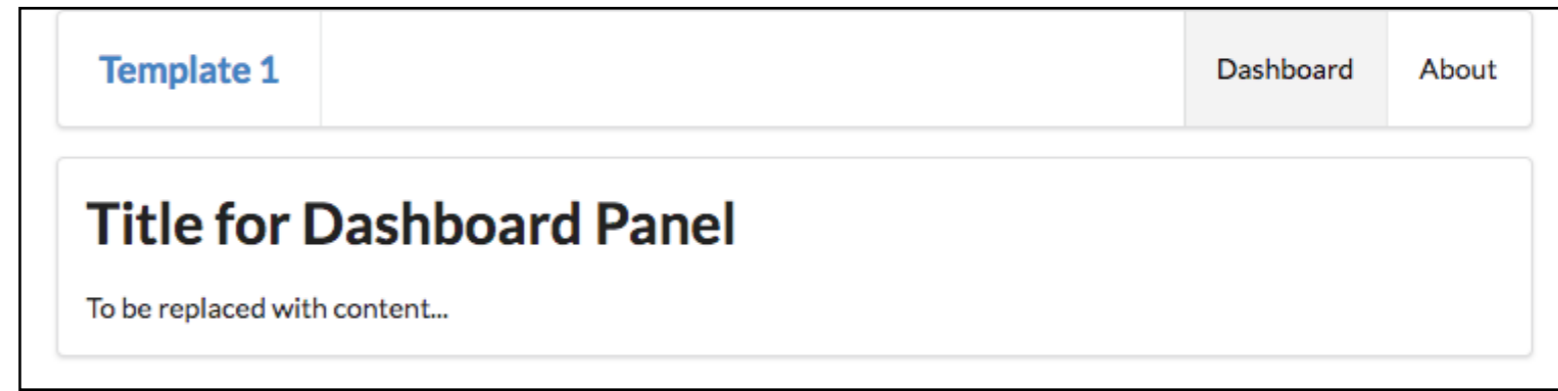 Template 1
Dashboard
About
Title for Dashboard Panel
To be replaced with content...